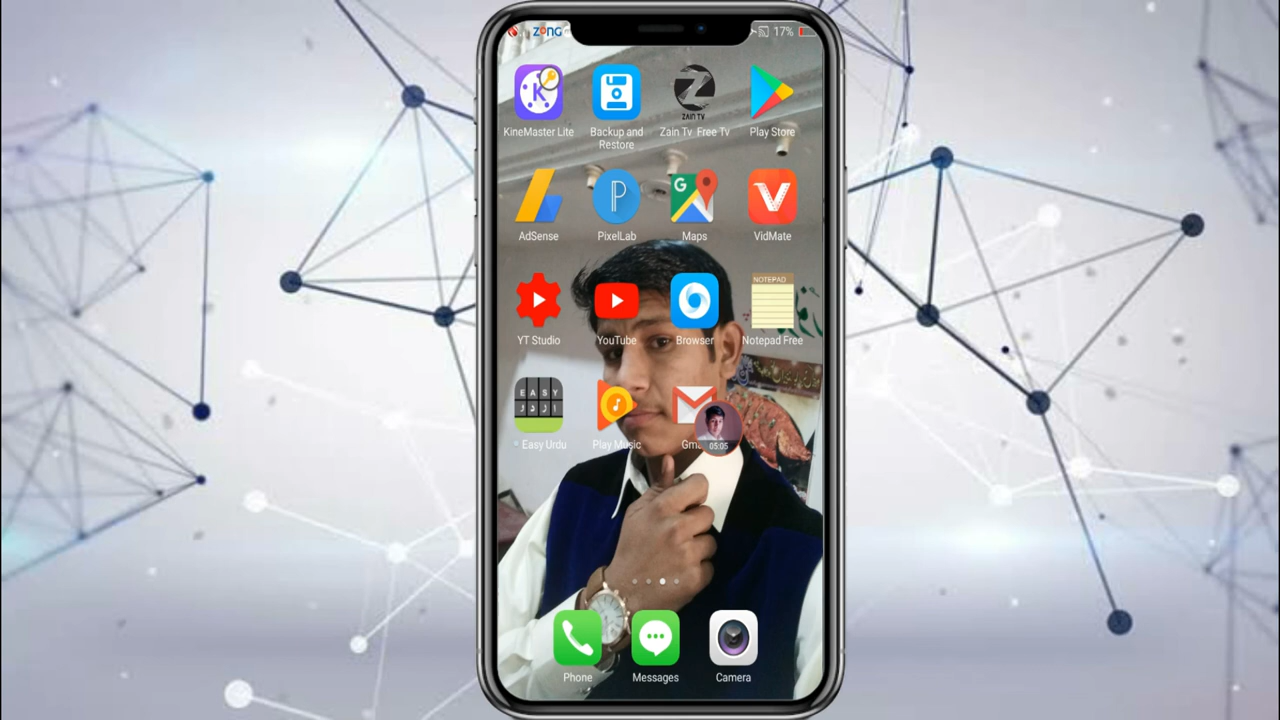 ZONG
17%
KineMaster Lite
Backup and
Restore
ZAIN TV
Zain Tv Free Tv
Play Store
AdSense
PixelLab
Maps
VidMate
NOTEPAD
YT Studio
YouTube
Browser
Notepad Free
EASY
Easy Urdu
Play Music
05:05
Phone
Messages
Camera